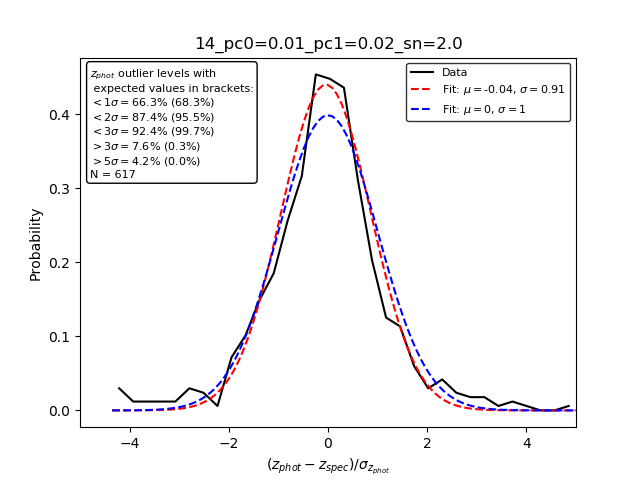 14_pc0=0.01_pc1=0.02_sn=2.0
z_phot outlier levels with
expected values in brackets:
< 1σ = 66.3% (68.3%)
< 2σ = 87.4% (95.5%)
< 3σ = 92.4% (99.7%)
> 3σ = 7.6% (0.3%)
> 5σ = 4.2% (0.0%)
N = 617
Data
Fit: μ = -0.04, σ = 0.91
Fit: μ = 0, σ = 1
Probability
0.4
0.3
0.2
0.1
0.0
−4 −2 0 2 4
(z_phot − z_spec)/σ_z_phot